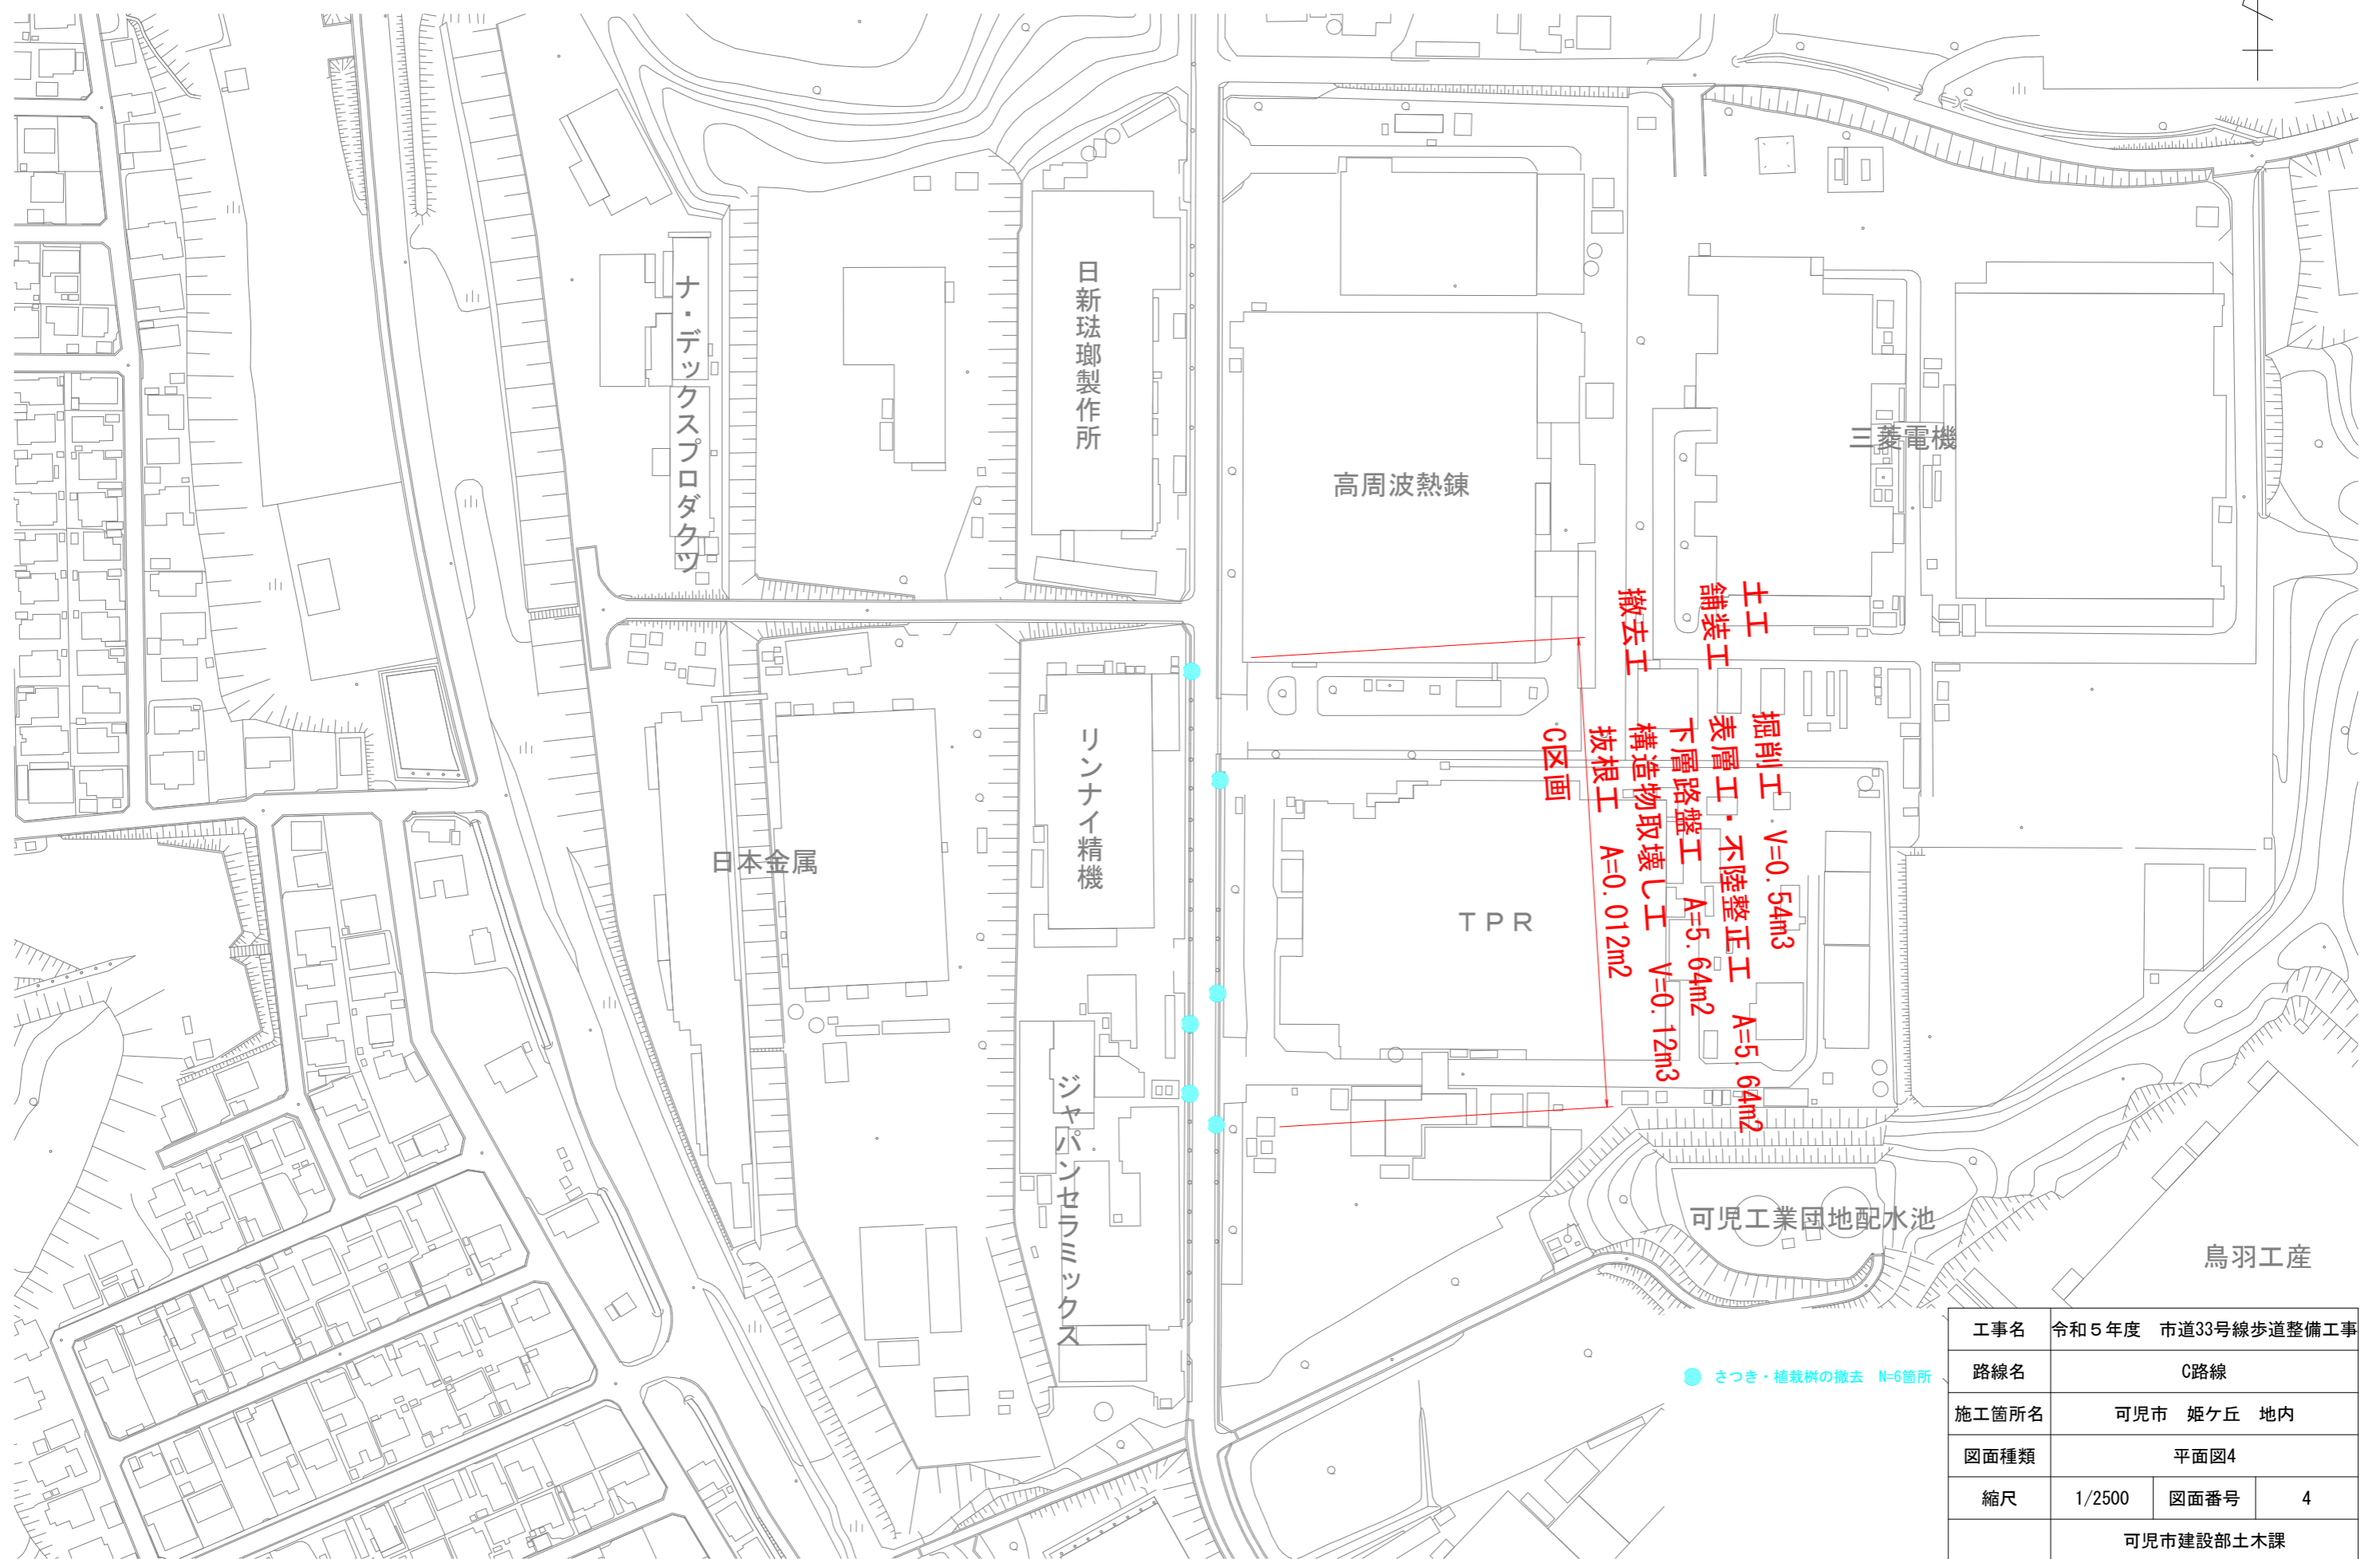 ナ・デックスプロダクツ
日新琺瑯製作所
高周波熱錬
三菱電機
日本金属
リンナイ精機
ジャパンセラミックス
TPR
可児工業団地配水池
鳥羽工産
土工
掘削工 V=0.54m3
舗装工
表層工・不陸整正工 A=5.64m2
下層路盤工 A=5.64m2
撤去工
構造物取壊し工 V=0.12m3
抜根工 A=0.012m2
C区画
さつき・植栽桝の撤去 N=6箇所
工事名 令和5年度 市道33号線歩道整備工事
路線名 C路線
施工箇所名 可児市 姫ケ丘 地内
図面種類 平面図4
縮尺 1/2500 図面番号 4
可児市建設部土木課